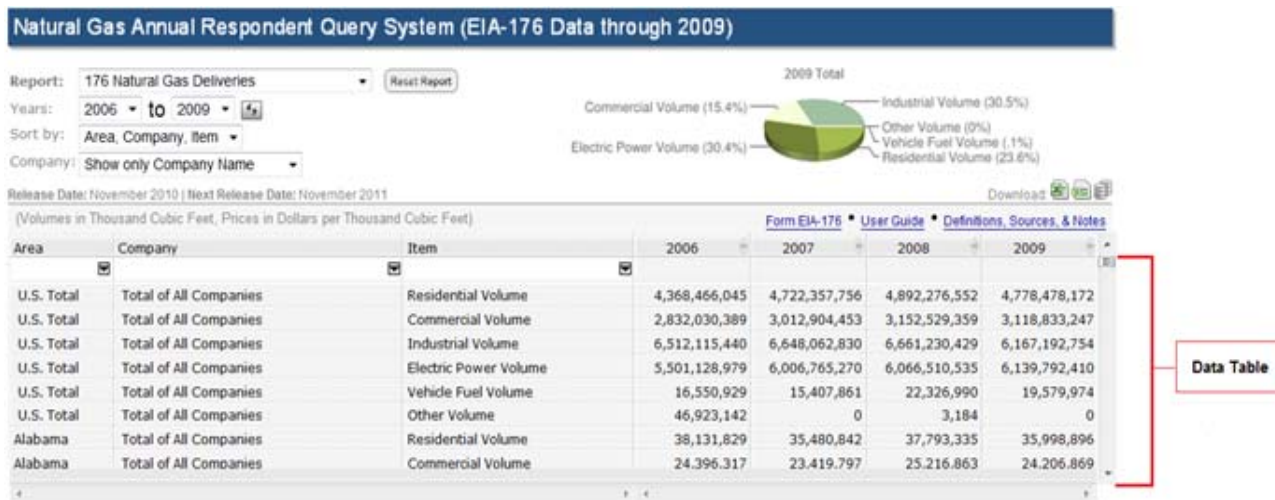 Natural Gas Annual Respondent Query System (EIA-176 Data through 2009)
Report: 176 Natural Gas Deliveries Reset Report
Years: 2006 to 2009
Sort by: Area, Company, Item
Company: Show only Company Name
2009 Total
Commercial Volume (15.4%)
Electric Power Volume (30.4%)
Industrial Volume (30.5%)
Other Volume (0%)
Vehicle Fuel Volume (.1%)
Residential Volume (23.6%)
Release Date: November 2010 | Next Release Date: November 2011 Download:
(Volumes in Thousand Cubic Feet, Prices in Dollars per Thousand Cubic Feet) Form EIA-176 • User Guide • Definitions, Sources, & Notes
Area Company Item 2006 2007 2008 2009
U.S. Total Total of All Companies Residential Volume 4,368,466,045 4,722,357,756 4,892,276,552 4,778,478,172
U.S. Total Total of All Companies Commercial Volume 2,832,030,389 3,012,904,453 3,152,529,359 3,118,833,247
U.S. Total Total of All Companies Industrial Volume 6,512,115,440 6,648,062,830 6,661,230,429 6,167,192,754
U.S. Total Total of All Companies Electric Power Volume 5,501,128,979 6,006,765,270 6,066,510,535 6,139,792,410
U.S. Total Total of All Companies Vehicle Fuel Volume 16,550,929 15,407,861 22,326,990 19,579,974
U.S. Total Total of All Companies Other Volume 46,923,142 0 3,184 0
Alabama Total of All Companies Residential Volume 38,131,829 35,480,842 37,793,335 35,998,896
Alabama Total of All Companies Commercial Volume 24,396,317 23,419,797 25,216,863 24,206,869
Data Table